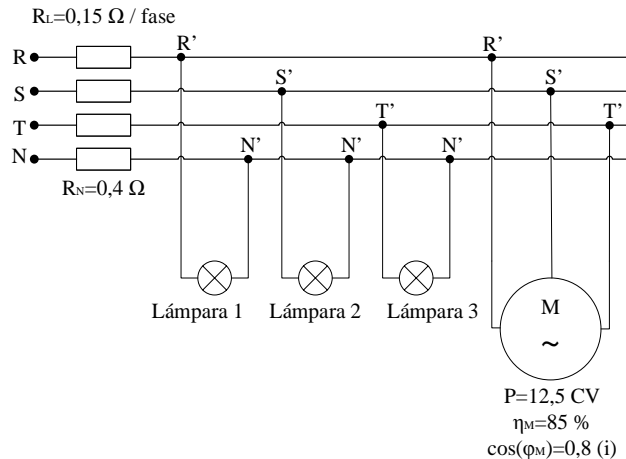 RL=0,15 Ω / fase
R
R’
R’
S
S’
S’
T
T’
T’
N
N’
N’
N’
RN=0,4 Ω
Lámpara 1
Lámpara 2
Lámpara 3
M
~
P=12,5 CV
ηM=85 %
cos(φM)=0,8 (i)